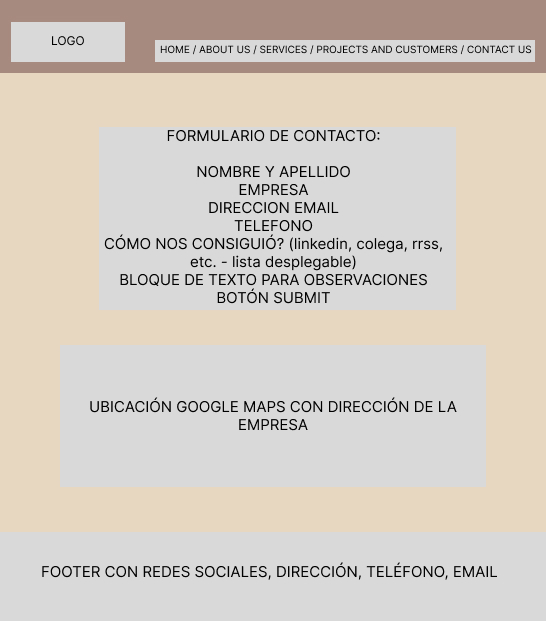 LOGO
HOME / ABOUT US / SERVICES / PROJECTS AND CUSTOMERS / CONTACT US
FORMULARIO DE CONTACTO:
NOMBRE Y APELLIDO
EMPRESA
DIRECCION EMAIL
TELEFONO
CÓMO NOS CONSIGUIÓ? (linkedin, colega, rrss,
etc. - lista desplegable)
BLOQUE DE TEXTO PARA OBSERVACIONES
BOTÓN SUBMIT
UBICACIÓN GOOGLE MAPS CON DIRECCIÓN DE LA
EMPRESA
FOOTER CON REDES SOCIALES, DIRECCIÓN, TELÉFONO, EMAIL